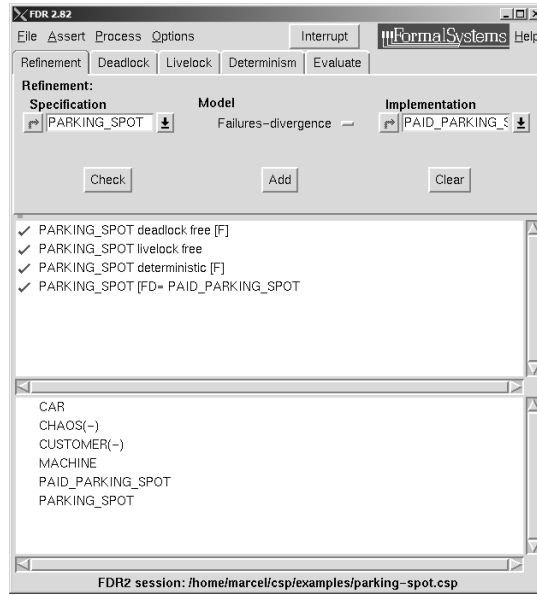 FDR 2.82
File Assert Process Options Interrupt FormalSystems Help
Refinement Deadlock Livelock Determinism Evaluate
Refinement:
Specification Model Implementation
PARKING_SPOT Failures-divergence PAID_PARKING_S
Check Add Clear
PARKING_SPOT deadlock free [F]
PARKING_SPOT livelock free
PARKING_SPOT deterministic [F]
PARKING_SPOT [FD= PAID_PARKING_SPOT
CAR
CHAOS(-)
CUSTOMER(-)
MACHINE
PAID_PARKING_SPOT
PARKING_SPOT
FDR2 session: /home/marcel/csp/examples/parking-spot.csp